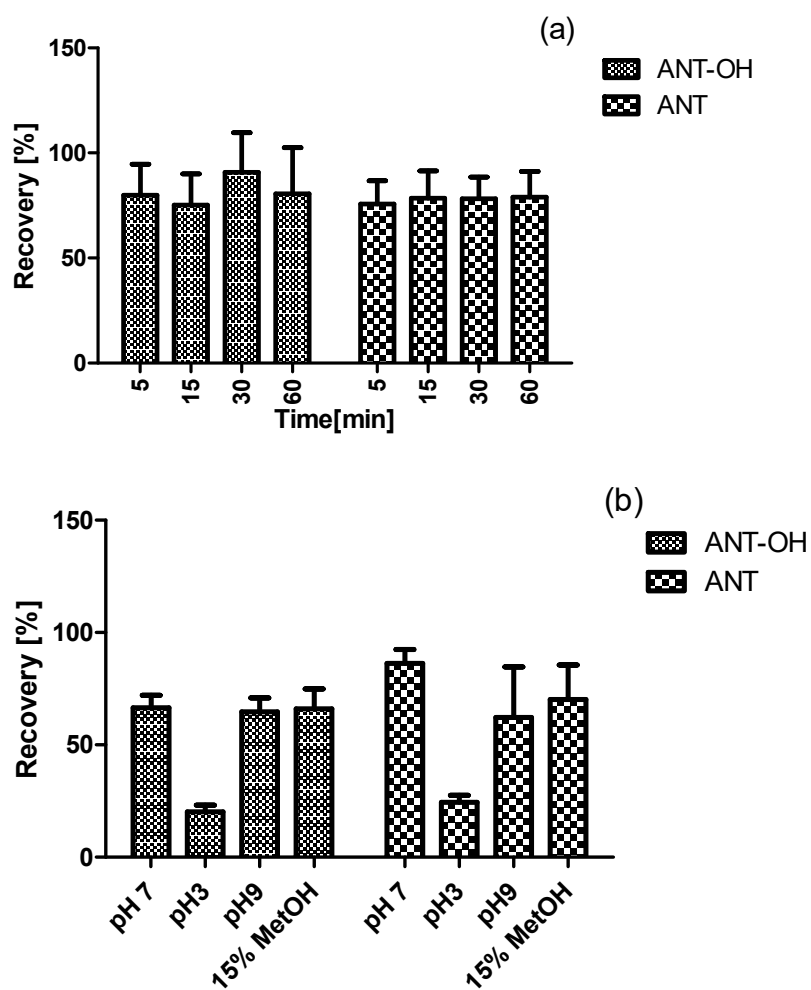 (a)
ANT-OH
ANT
Recovery [%]
150
100
50
0
5 15 30 60 5 15 30 60
Time[min]
(b)
ANT-OH
ANT
Recovery [%]
150
100
50
0
pH 7 pH3 pH9 15% MetOH pH 7 pH3 pH9 15% MetOH